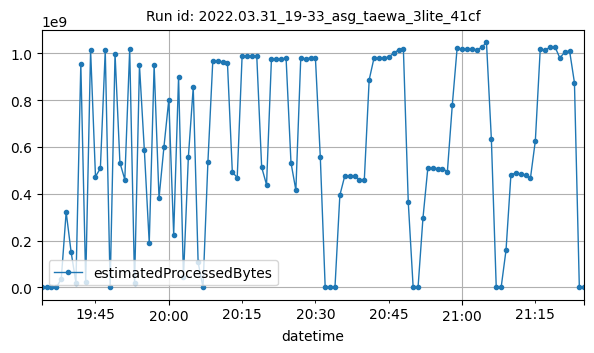 Run id: 2022.03.31_19-33_asg_taewa_3lite_41cf
1e9
1.0
0.8
0.6
0.4
0.2
0.0
estimatedProcessedBytes
19:45 20:00 20:15 20:30 20:45 21:00 21:15
datetime